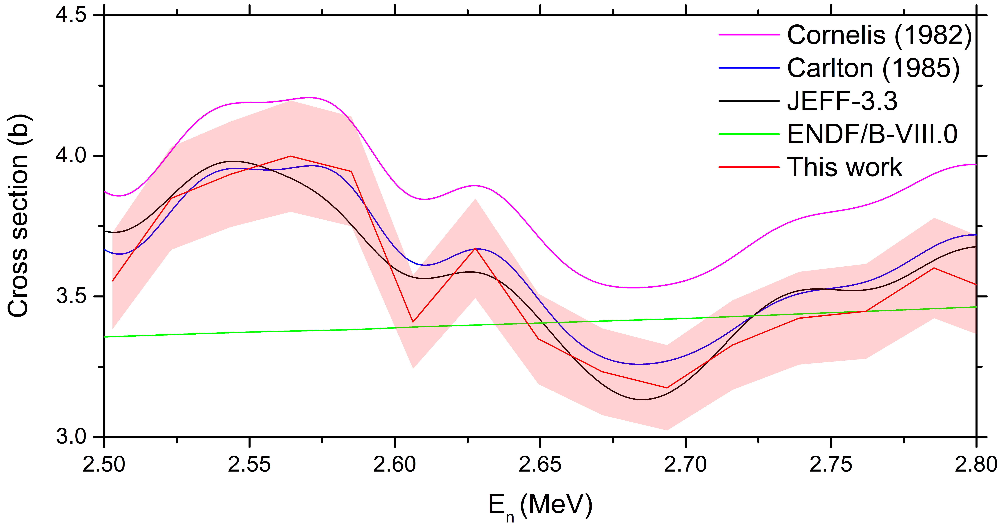 4.5
4.0
3.5
3.0
Cross section (b)
Cornelis (1982)
Carlton (1985)
JEFF-3.3
ENDF/B-VIII.0
This work
2.50 2.55 2.60 2.65 2.70 2.75 2.80
En (MeV)